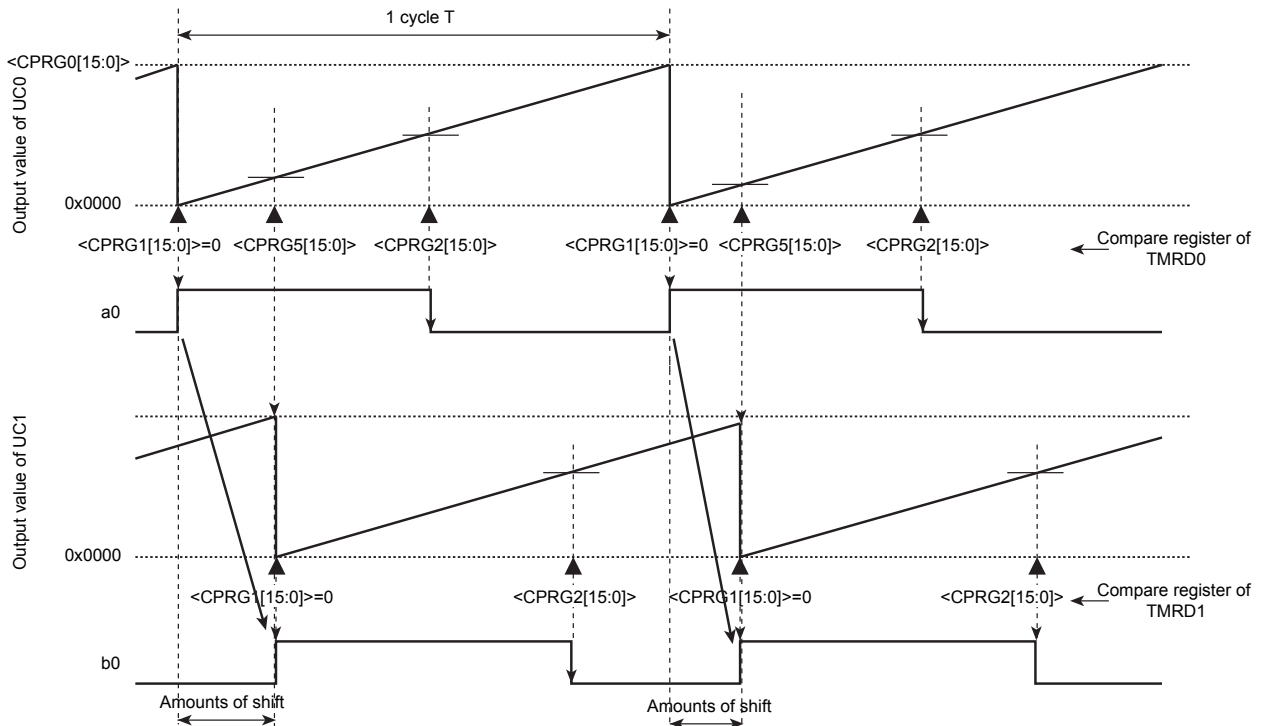 1 cycle T
<CPRG0[15:0]>
Output value of UC0
0x0000
<CPRG1[15:0]>=0
<CPRG5[15:0]>
<CPRG2[15:0]>
<CPRG1[15:0]>=0
<CPRG5[15:0]>
<CPRG2[15:0]>
Compare register of
TMRD0
a0
Output value of UC1
0x0000
<CPRG1[15:0]>=0
<CPRG2[15:0]>
<CPRG1[15:0]>=0
<CPRG2[15:0]>
Compare register of
TMRD1
b0
Amounts of shift
Amounts of shift